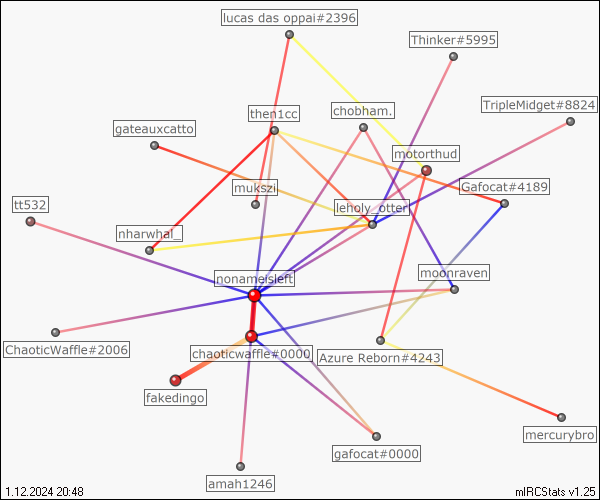 lucas das oppai#2396
Thinker#5995
TripleMidget#8824
then1cc
chobham.
gateauxcatto
motorthud
mukszi
Gafocat#4189
tt532
leholy_otter
nharwhal_
nonameisleft
moonraven
ChaoticWaffle#2006
chaoticwaffle#0000
Azure Reborn#4243
fakedingo
mercurybro
gafocat#0000
amah1246
1.12.2024 20:48
mIRCStats v1.25